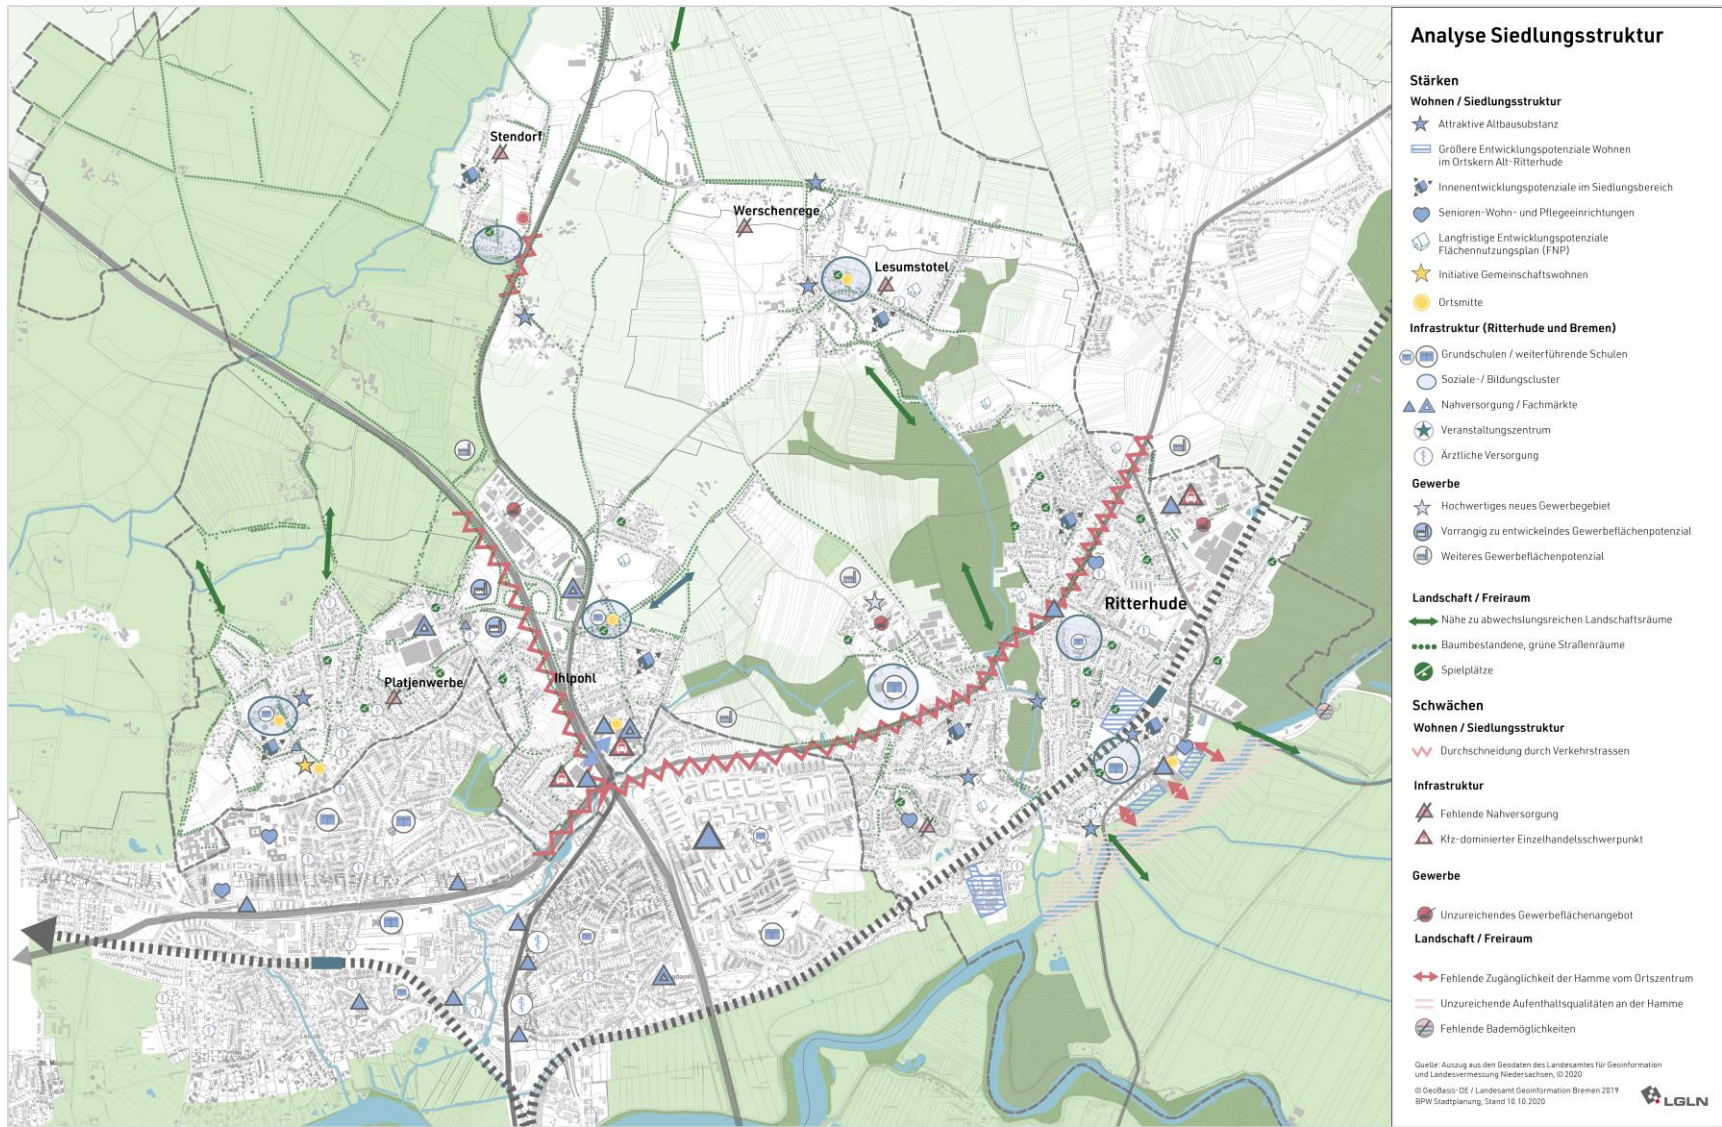 Analyse Siedlungsstruktur
Stärken
Wohnen / Siedlungsstruktur
Attraktive Altbausubstanz
Größere Entwicklungspotenziale Wohnen
im Ortskern Alt-Ritterhude
Innenentwicklungspotenziale im Siedlungsbereich
Senioren-Wohn- und Pflegeeinrichtungen
Langfristige Entwicklungspotenziale
Flächennutzungsplan (FNP)
Initiative Gemeinschaftswohnen
Ortsmitte
Infrastruktur (Ritterhude und Bremen)
Grundschulen / weiterführende Schulen
Soziale-/ Bildungscluster
Nahversorgung / Fachmärkte
Veranstaltungszentrum
Ärztliche Versorgung
Gewerbe
Hochwertiges neues Gewerbegebiet
Vorrangig zu entwickelndes Gewerbeflächenpotenzial
Weiteres Gewerbeflächenpotenzial
Landschaft / Freiraum
Nähe zu abwechslungsreichen Landschaftsräume
Baumbestandene, grüne Straßenräume
Spielplätze
Schwächen
Wohnen / Siedlungsstruktur
Durchschneidung durch Verkehrstrassen
Infrastruktur
Fehlende Nahversorgung
Kfz-dominierter Einzelhandelsschwerpunkt
Gewerbe
Unzureichendes Gewerbeflächenangebot
Landschaft / Freiraum
Fehlende Zugänglichkeit der Hamme vom Ortszentrum
Unzureichende Aufenthaltsqualitäten an der Hamme
Fehlende Bademöglichkeiten
Quelle: Auszug aus den Geodaten des Landesamtes für Geoinformation
und Landesvermessung Niedersachsen, © 2020
© GeoBasis-DE / Landesamt Geoinformation Bremen 2019
BPW Stadtplanung, Stand 10.10.2020
LGLN
Stendorf
Werschenrege
Lesumstotel
Ritterhude
Ihlpohl
Platjenwerbe
St. Magnus
Lesum